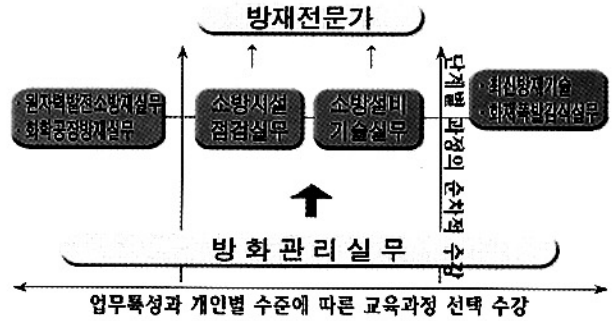 방재전문가
· 원자력발전소방재실무
· 화학공장방재실무
소방시설
점검실무
소방설비
기술실무
· 최신방재기술
· 화재폭발감식실무
단계별 과정의 순차적 수강
방화관리실무
업무특성과 개인별 수준에 따른 교육과정 선택 수강